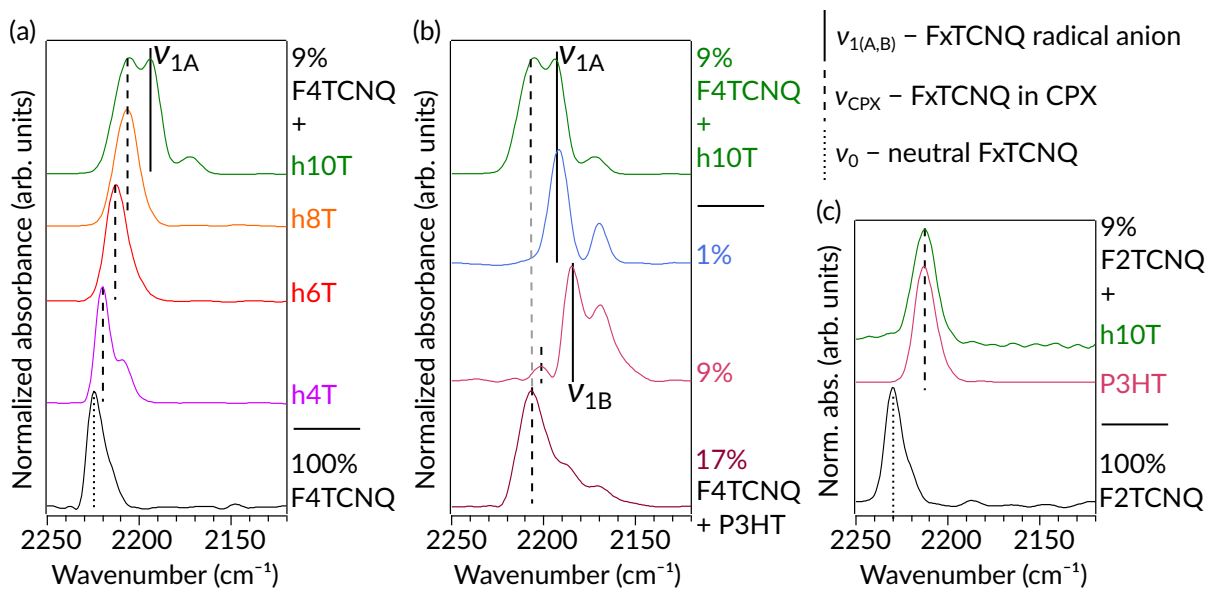 (a)
Normalized absorbance (arb. units)
ν1A
9%
F4TCNQ
+
h10T
h8T
h6T
h4T
100%
F4TCNQ
2250 2200 2150
Wavenumber (cm⁻¹)
(b)
Normalized absorbance (arb. units)
ν1A
9%
F4TCNQ
+
h10T
1%
9%
ν1B
17%
F4TCNQ
+ P3HT
2250 2200 2150
Wavenumber (cm⁻¹)
ν1(A,B) – FxTCNQ radical anion
νCPX – FxTCNQ in CPX
ν0 – neutral FxTCNQ
(c)
Norm. abs. (arb. units)
9%
F2TCNQ
+
h10T
P3HT
100%
F2TCNQ
2250 2200 2150
Wavenumber (cm⁻¹)